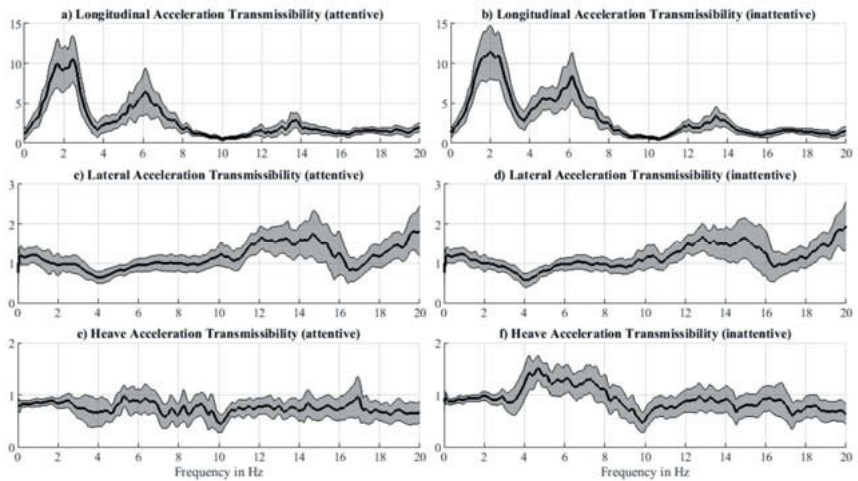 a) Longitudinal Acceleration Transmissibility (attentive)
15
10
5
0
0 2 4 6 8 10 12 14 16 18 20
b) Longitudinal Acceleration Transmissibility (inattentive)
15
10
5
0
0 2 4 6 8 10 12 14 16 18 20
c) Lateral Acceleration Transmissibility (attentive)
3
2
1
0
0 2 4 6 8 10 12 14 16 18 20
d) Lateral Acceleration Transmissibility (inattentive)
3
2
1
0
0 2 4 6 8 10 12 14 16 18 20
e) Heave Acceleration Transmissibility (attentive)
2
1
0
0 2 4 6 8 10 12 14 16 18 20
Frequency in Hz
f) Heave Acceleration Transmissibility (inattentive)
2
1
0
0 2 4 6 8 10 12 14 16 18 20
Frequency in Hz